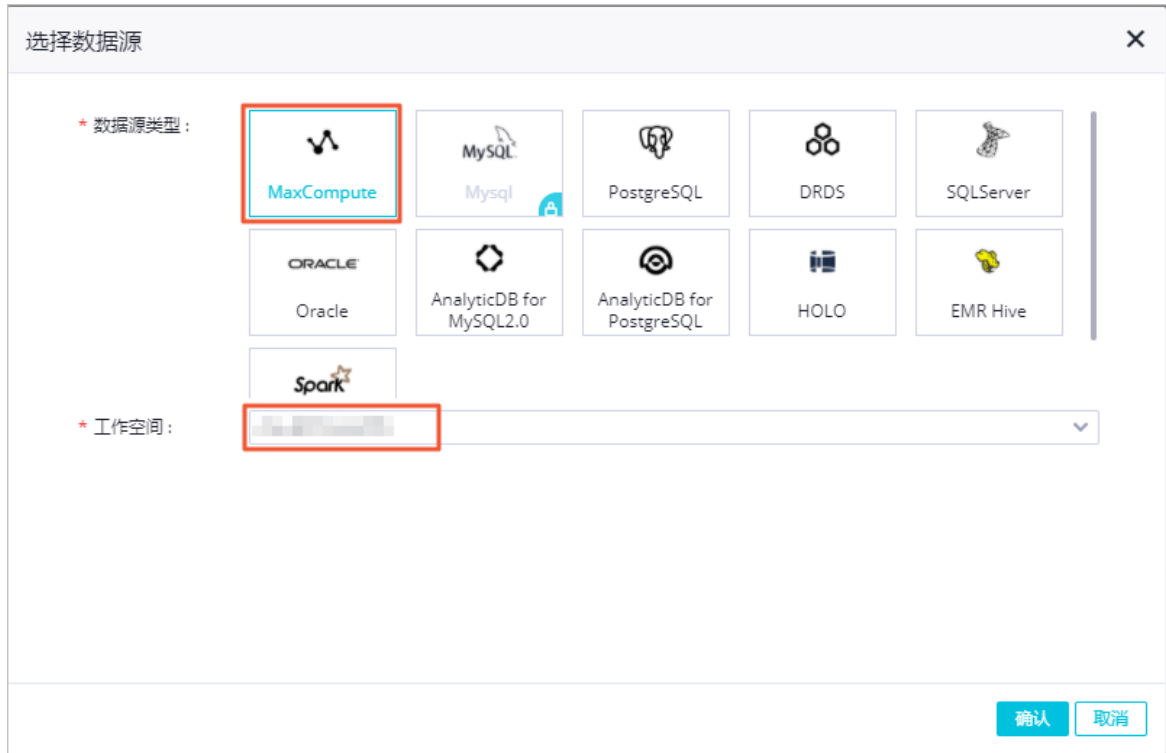 选择数据源
* 数据源类型 :
MaxCompute
MySQL
Mysql
PostgreSQL
DRDS
SQLServer
ORACLE
Oracle
AnalyticDB for
MySQL2.0
AnalyticDB for
PostgreSQL
HOLO
EMR Hive
Spark
* 工作空间 :
确认
取消